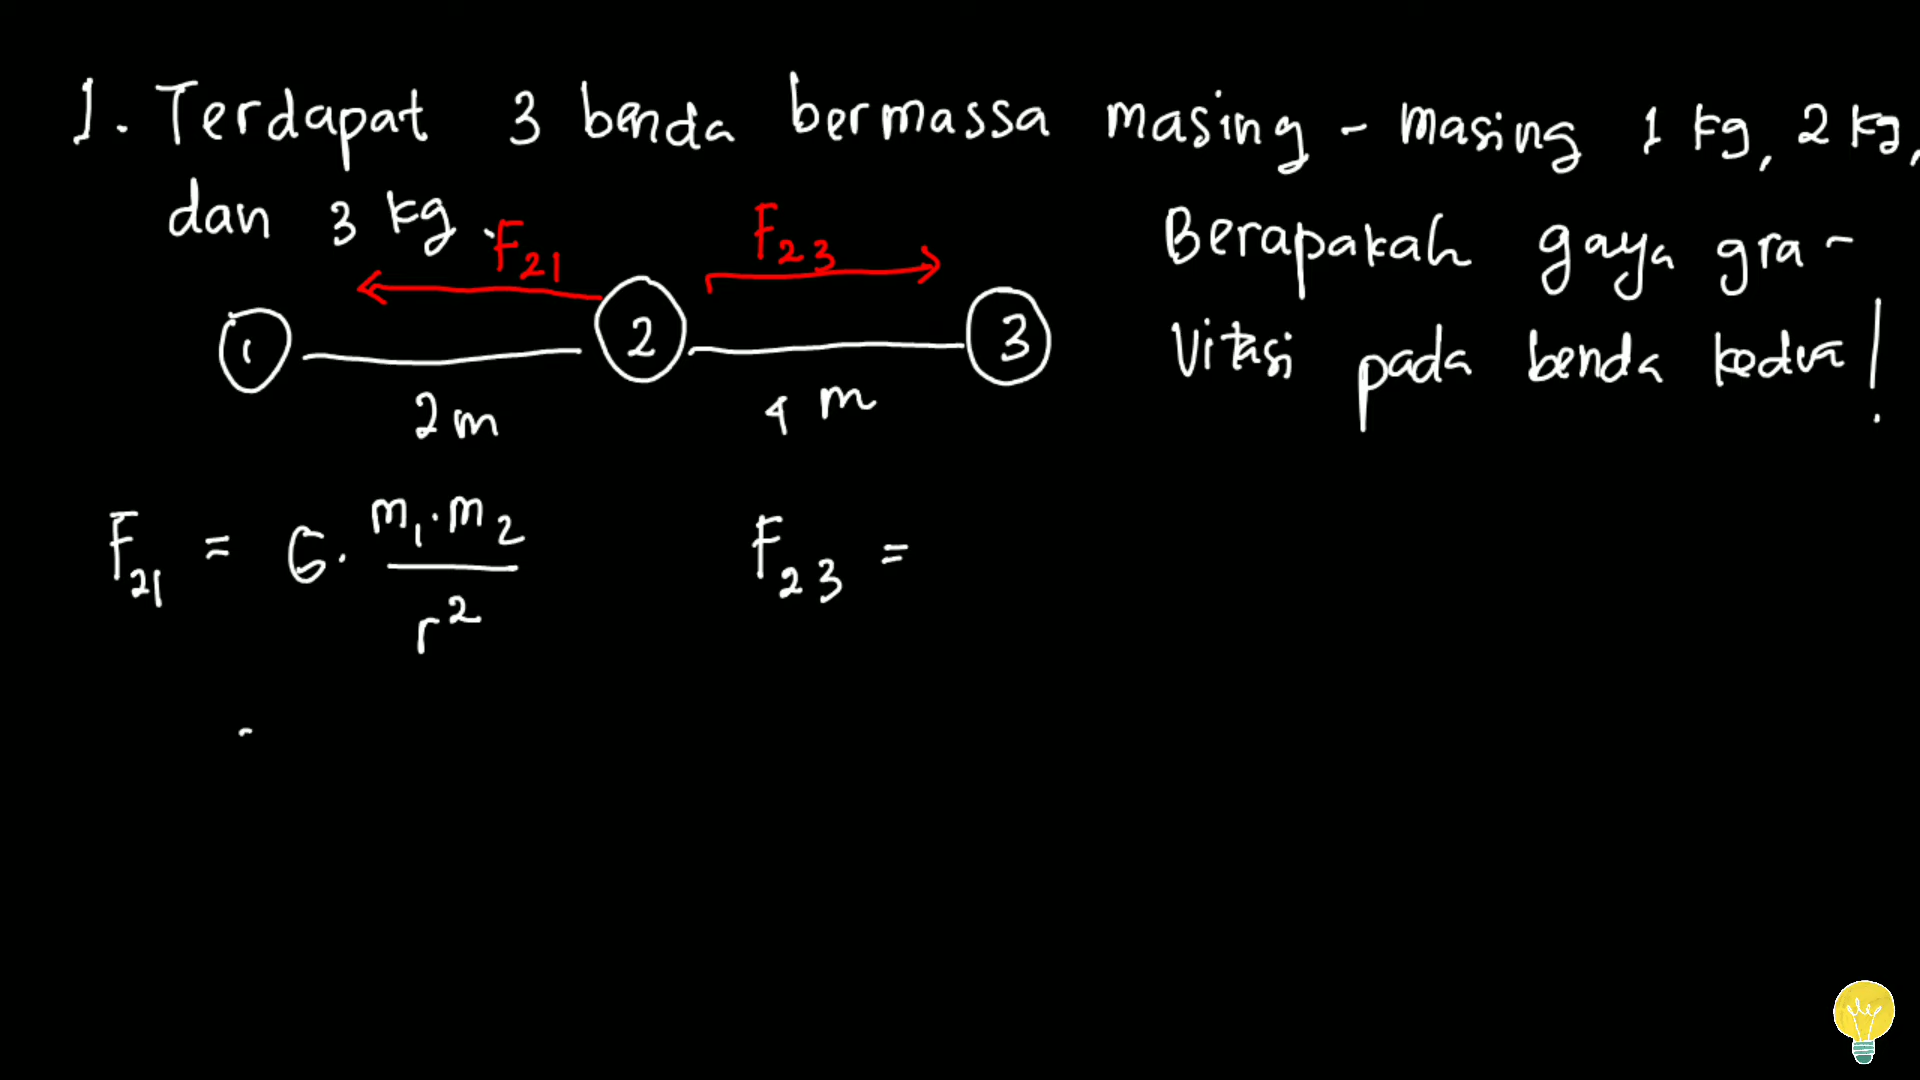 1. Terdapat 3 benda bermassa masing - masing 1 kg, 2 kg,
dan 3 kg.
Berapakah gaya gra-
vitasi pada benda kedua!
F21
F23
1
2
3
2 m
4 m
F21 = G. m1.m2 / r²
F23 =